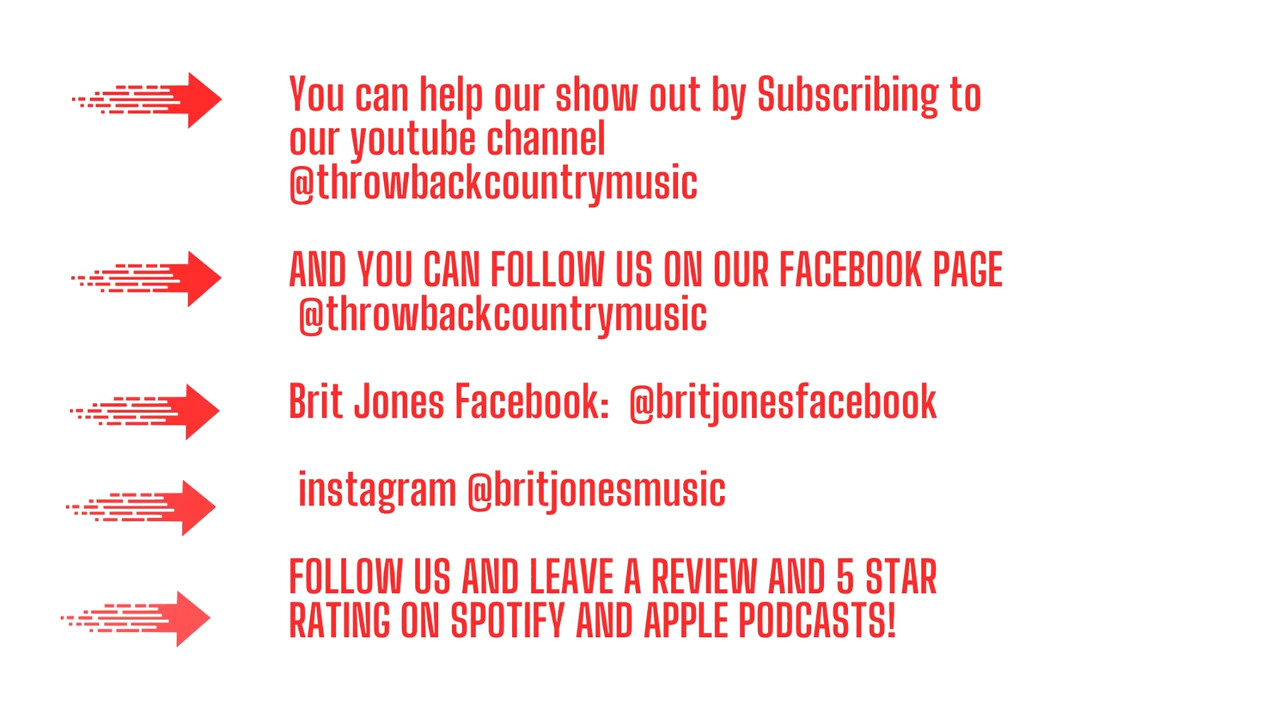 You can help our show out by Subscribing to
our youtube channel
@throwbackcountrymusic
AND YOU CAN FOLLOW US ON OUR FACEBOOK PAGE
@throwbackcountrymusic
Brit Jones Facebook: @britjonesfacebook
instagram @britjonesmusic
FOLLOW US AND LEAVE A REVIEW AND 5 STAR
RATING ON SPOTIFY AND APPLE PODCASTS!